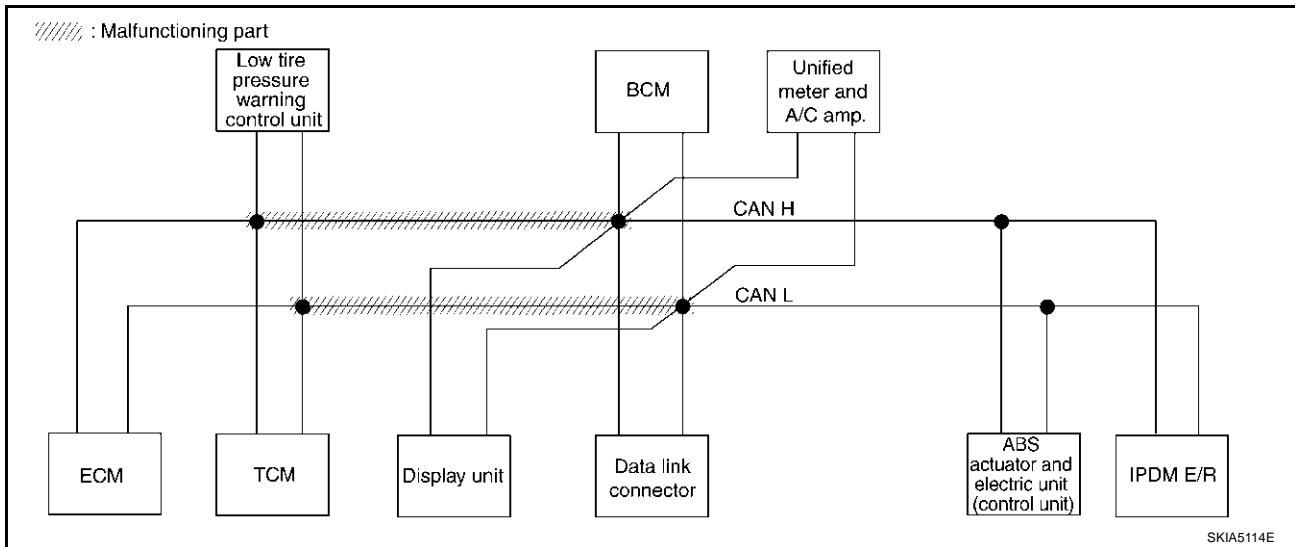 : Malfunctioning part
Low tire
pressure
warning
control unit
BCM
Unified
meter and
A/C amp.
CAN H
CAN L
ECM
TCM
Display unit
Data link
connector
ABS
actuator and
electric unit
(control unit)
IPDM E/R
SKIA5114E